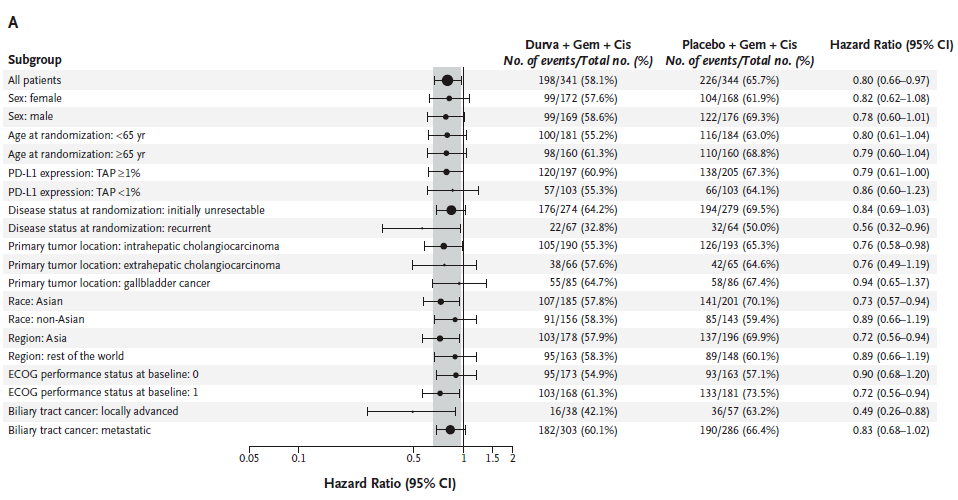 A
Durva + Gem + Cis Placebo + Gem + Cis Hazard Ratio (95% CI)
Subgroup No. of events/Total no. (%) No. of events/Total no. (%)
All patients 198/341 (58.1%) 226/344 (65.7%) 0.80 (0.66–0.97)
Sex: female 99/172 (57.6%) 104/168 (61.9%) 0.82 (0.62–1.08)
Sex: male 99/169 (58.6%) 122/176 (69.3%) 0.78 (0.60–1.01)
Age at randomization: <65 yr 100/181 (55.2%) 116/184 (63.0%) 0.80 (0.61–1.04)
Age at randomization: ≥65 yr 98/160 (61.3%) 110/160 (68.8%) 0.79 (0.60–1.04)
PD-L1 expression: TAP ≥1% 120/197 (60.9%) 138/205 (67.3%) 0.79 (0.61–1.00)
PD-L1 expression: TAP <1% 57/103 (55.3%) 66/103 (64.1%) 0.86 (0.60–1.23)
Disease status at randomization: initially unresectable 176/274 (64.2%) 194/279 (69.5%) 0.84 (0.69–1.03)
Disease status at randomization: recurrent 22/67 (32.8%) 32/64 (50.0%) 0.56 (0.32–0.96)
Primary tumor location: intrahepatic cholangiocarcinoma 105/190 (55.3%) 126/193 (65.3%) 0.76 (0.58–0.98)
Primary tumor location: extrahepatic cholangiocarcinoma 38/66 (57.6%) 42/65 (64.6%) 0.76 (0.49–1.19)
Primary tumor location: gallbladder cancer 55/85 (64.7%) 58/86 (67.4%) 0.94 (0.65–1.37)
Race: Asian 107/185 (57.8%) 141/201 (70.1%) 0.73 (0.57–0.94)
Race: non-Asian 91/156 (58.3%) 85/143 (59.4%) 0.89 (0.66–1.19)
Region: Asia 103/178 (57.9%) 137/196 (69.9%) 0.72 (0.56–0.94)
Region: rest of the world 95/163 (58.3%) 89/148 (60.1%) 0.89 (0.66–1.19)
ECOG performance status at baseline: 0 95/173 (54.9%) 93/163 (57.1%) 0.90 (0.68–1.20)
ECOG performance status at baseline: 1 103/168 (61.3%) 133/181 (73.5%) 0.72 (0.56–0.94)
Biliary tract cancer: locally advanced 16/38 (42.1%) 36/57 (63.2%) 0.49 (0.26–0.88)
Biliary tract cancer: metastatic 182/303 (60.1%) 190/286 (66.4%) 0.83 (0.68–1.02)
0.05 0.1 0.5 1 1.5 2
Hazard Ratio (95% CI)